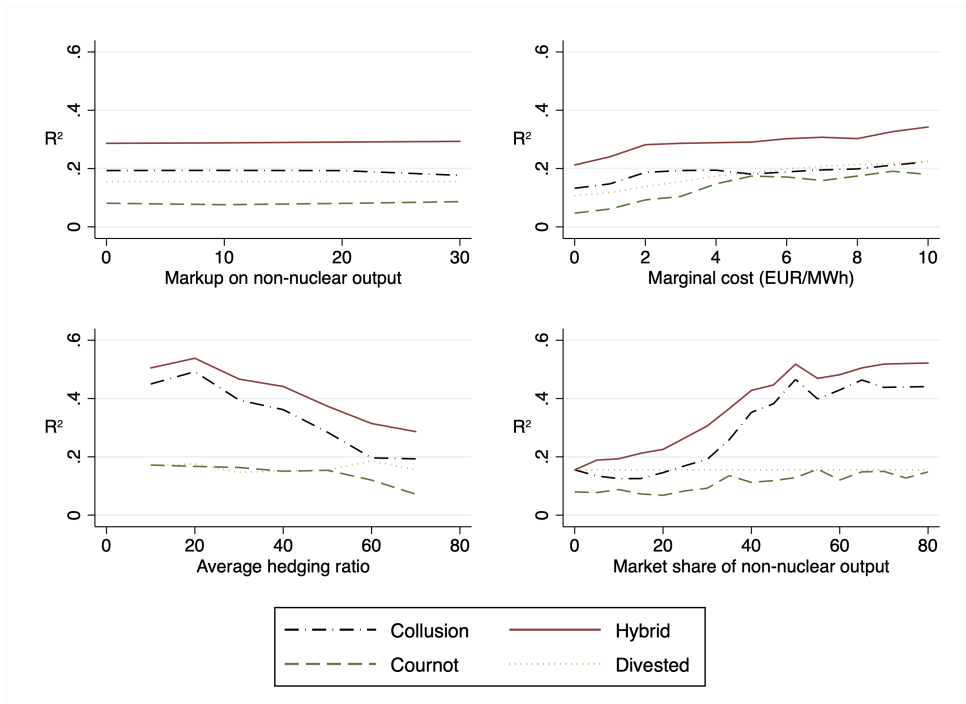 .6
.4
R²
.2
0
0 10 20 30
Markup on non-nuclear output
.6
.4
R²
.2
0
0 2 4 6 8 10
Marginal cost (EUR/MWh)
.6
.4
R²
.2
0
0 20 40 60 80
Average hedging ratio
.6
.4
R²
.2
0
0 20 40 60 80
Market share of non-nuclear output
Collusion Hybrid
Cournot Divested